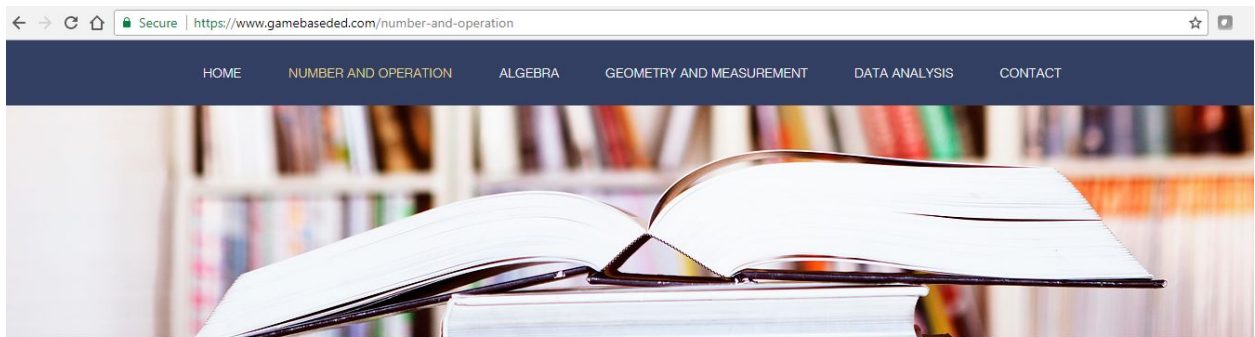 Secure | https://www.gamebaseded.com/number-and-operation
HOME NUMBER AND OPERATION ALGEBRA GEOMETRY AND MEASUREMENT DATA ANALYSIS CONTACT